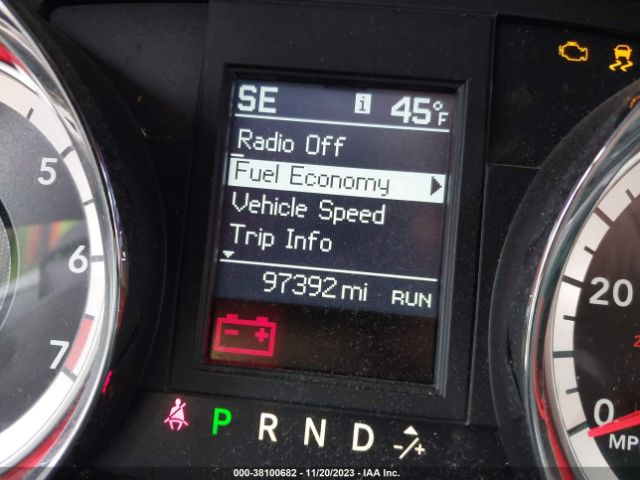 SE i 45°F
Radio Off
Fuel Economy
Vehicle Speed
Trip Info
97392 mi RUN
- +
5
6
7
20
2
0
MP
P R N D -/+
000-38100682 - 11/20/2023 - IAA Inc.